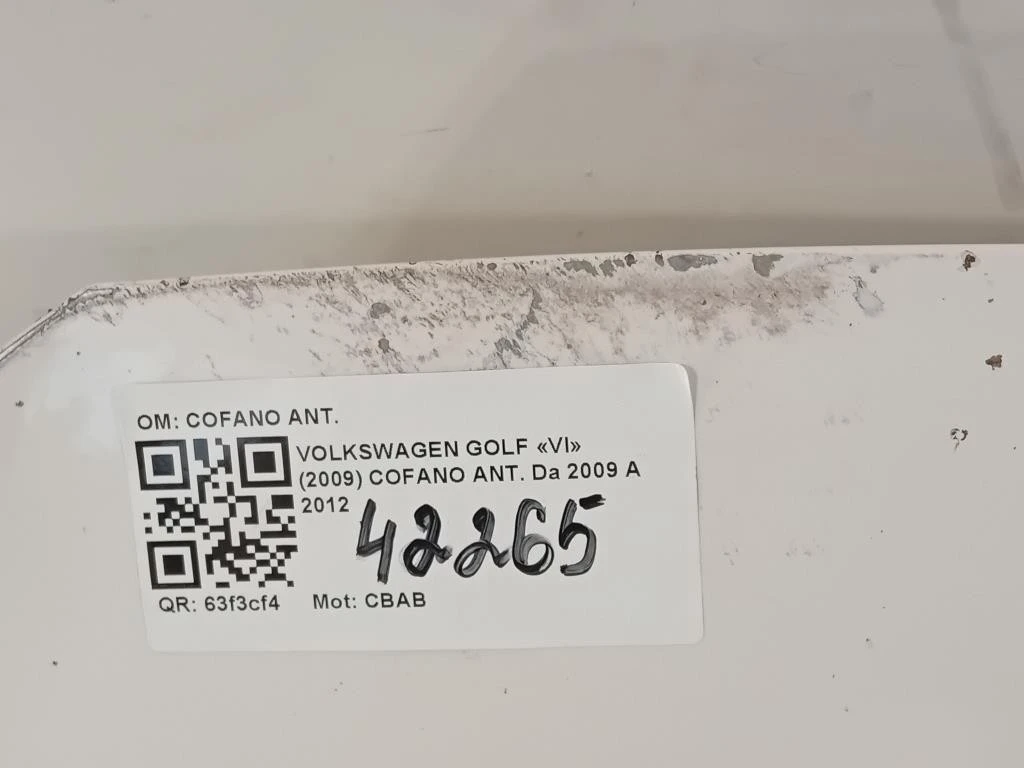 OM: COFANO ANT.
VOLKSWAGEN GOLF «VI»
(2009) COFANO ANT. Da 2009 A
2012
42265
QR: 63f3cf4 Mot: CBAB